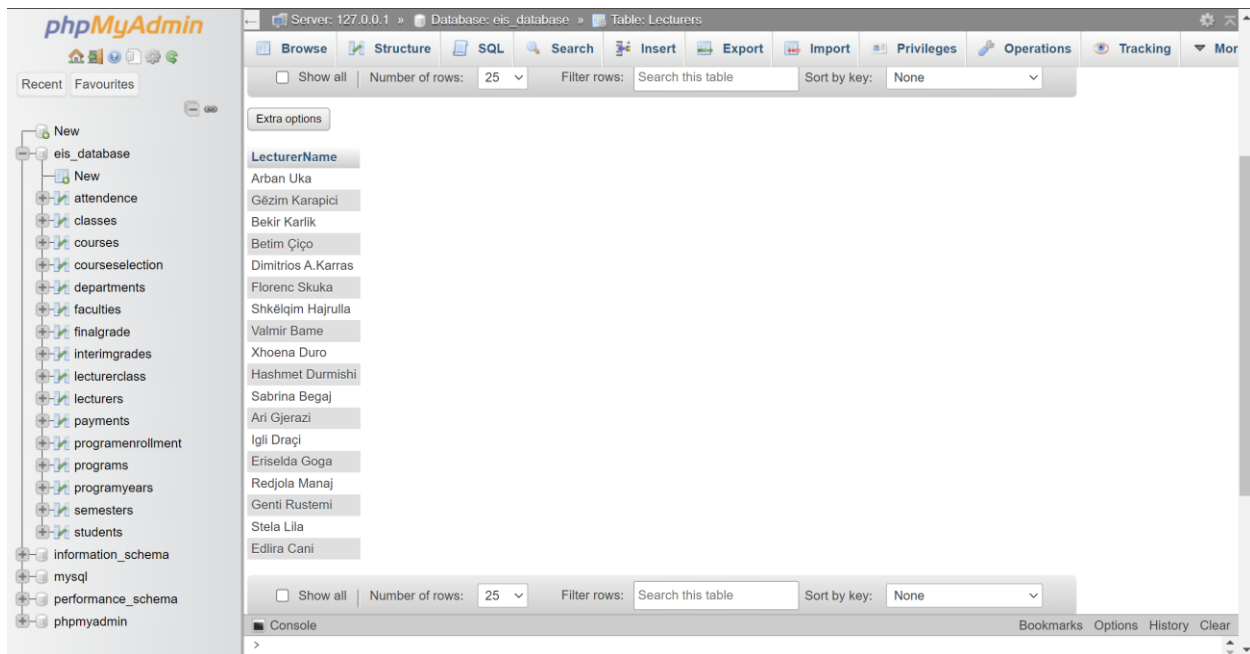 phpMyAdmin
Recent Favourites
New
eis_database
New
attendence
classes
courses
courseselection
departments
faculties
finalgrade
interimgrades
lecturerclass
lecturers
payments
programenrollment
programs
programyears
semesters
students
information_schema
mysql
performance_schema
phpmyadmin
Server: 127.0.0.1 » Database: eis_database » Table: Lecturers
Browse Structure SQL Search Insert Export Import Privileges Operations Tracking Mor
Show all Number of rows: 25 Filter rows: Search this table Sort by key: None
Extra options
LecturerName
Arban Uka
Gëzim Karapici
Bekir Karlik
Betim Çiço
Dimitrios A.Karras
Florenc Skuka
Shkëlqim Hajrulla
Valmir Bame
Xhoena Duro
Hashmet Durmishi
Sabrina Begaj
Ari Gjerazi
Igli Draçi
Eriselda Goga
Redjola Manaj
Genti Rustemi
Stela Lila
Edlira Cani
Show all Number of rows: 25 Filter rows: Search this table Sort by key: None
Console Bookmarks Options History Clear
>